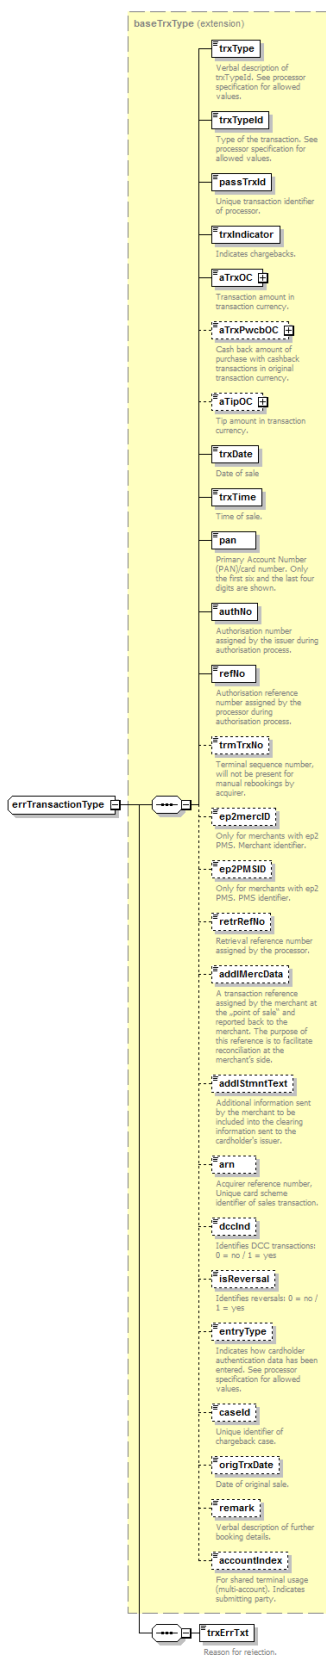 baseTrxType (extension)
trxType
Verbal description of
trxTypeId. See processor
specification for allowed
values.
trxTypeId
Type of the transaction. See
processor specification for
allowed values.
passTrxId
Unique transaction identifier
of processor.
trxIndicator
Indicates chargebacks.
aTrxOC
Transaction amount in
transaction currency.
aTrxPwcbOC
Cash back amount of
purchase with cashback
transactions in original
transaction currency.
aTipOC
Tip amount in transaction
currency.
trxDate
Date of sale
trxTime
Time of sale.
pan
Primary Account Number
(PAN)/card number. Only
the first six and the last four
digits are shown.
authNo
Authorisation number
assigned by the issuer during
authorisation process.
refNo
Authorisation reference
number assigned by the
processor during
authorisation process.
trmTrxNo
Terminal sequence number,
will not be present for
manual rebookings by
acquirer.
errTransactionType
ep2mercID
Only for merchants with ep2
PMS. Merchant identifier.
ep2PMSID
Only for merchants with ep2
PMS. PMS identifier.
retrRefNo
Retrieval reference number
assigned by the processor.
addlMercData
A transaction reference
assigned by the merchant at
the „point of sale" and
reported back to the
merchant. The purpose of
this reference is to facilitate
reconciliation at the
merchant's side.
addlStmntText
Additional information sent
by the merchant to be
included into the clearing
information sent to the
cardholder's issuer.
arn
Acquirer reference number.
Unique card scheme
identifier of sales transaction.
dccInd
Identifies DCC transactions:
0 = no / 1 = yes
isReversal
Identifies reversals: 0 = no /
1 = yes
entryType
Indicates how cardholder
authentication data has been
entered. See processor
specification for allowed
values.
caseId
Unique identifier of
chargeback case.
origTrxDate
Date of original sale.
remark
Verbal description of further
booking details.
accountIndex
For shared terminal usage
(multi-account). Indicates
submitting party.
trxErrTxt
Reason for rejection.